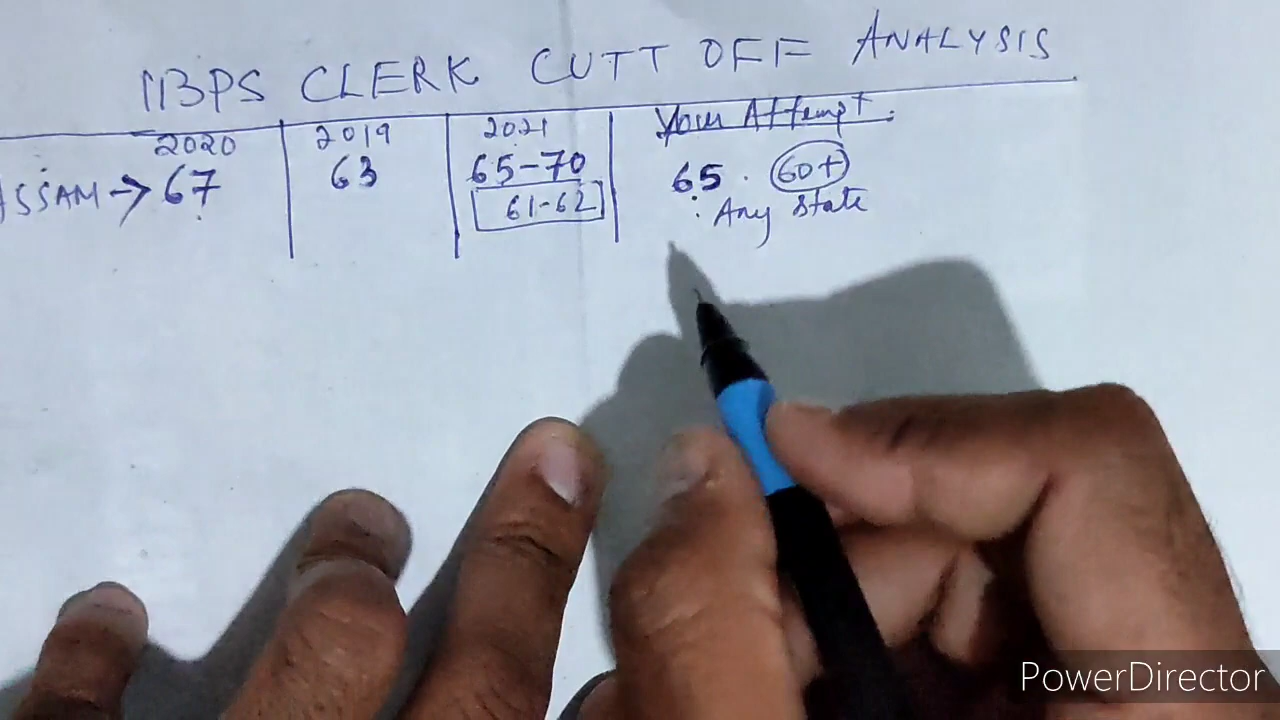 IBPS CLERK CUTT OFF ANALYSIS
2020 2019 2021 Your Attempt.
ASSAM → 67 63 65-70 65. 60+
61-62 Any State
PowerDirector